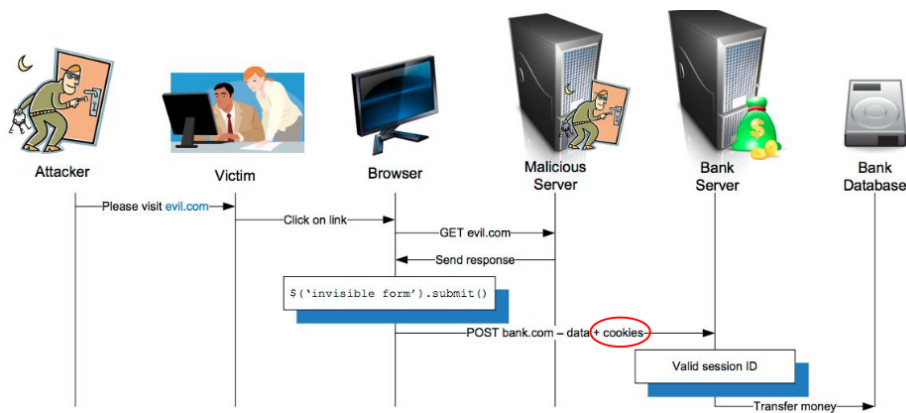 Attacker
Victim
Browser
Malicious
Server
Bank
Server
Bank
Database
Please visit evil.com
Click on link
GET evil.com
Send response
$(‘invisible form’).submit()
POST bank.com – data + cookies
Valid session ID
Transfer money